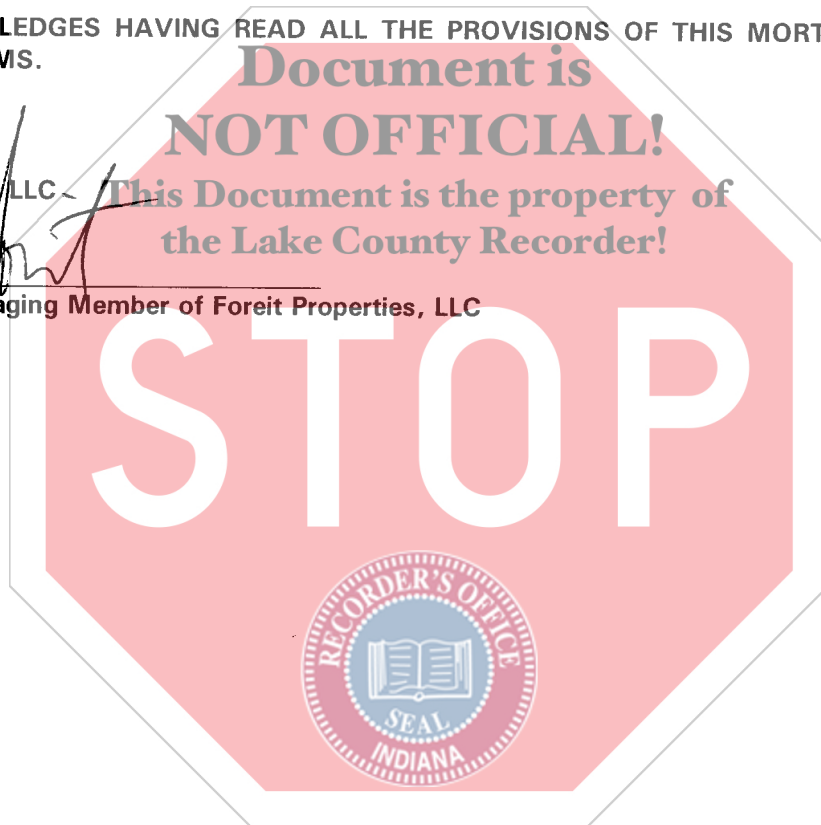 LEDGES HAVING READ ALL THE PROVISIONS OF THIS MORT
MS.
Document is
NOT OFFICIAL!
LLC
This Document is the property of
the Lake County Recorder!
aging Member of Foreit Properties, LLC
STOP
RECORDER'S OFFICE
SEAL
INDIANA